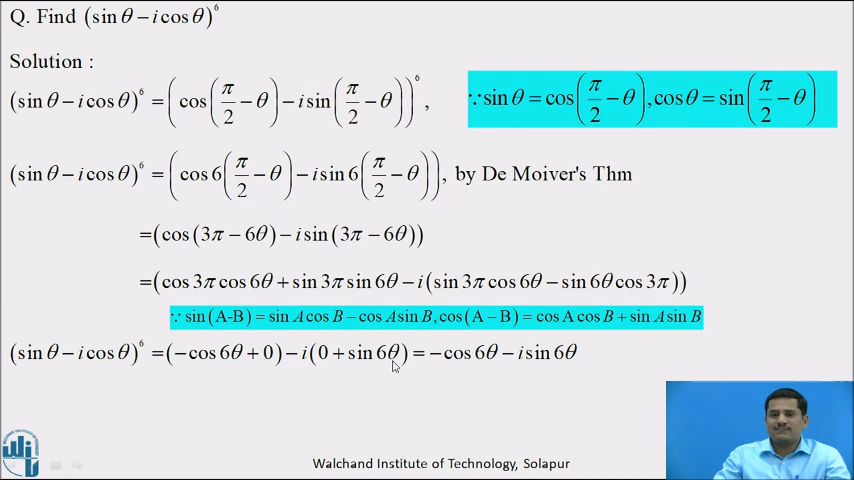 Q. Find (sin θ − i cos θ)⁶
Solution :
(sin θ − i cos θ)⁶ = (cos(π/2 − θ) − i sin(π/2 − θ))⁶, ∵ sin θ = cos(π/2 − θ), cos θ = sin(π/2 − θ)
(sin θ − i cos θ)⁶ = (cos 6(π/2 − θ) − i sin 6(π/2 − θ)), by De Moiver's Thm
=(cos(3π − 6θ) − i sin(3π − 6θ))
=(cos 3π cos 6θ + sin 3π sin 6θ − i(sin 3π cos 6θ − sin 6θ cos 3π))
∵ sin(A-B) = sin A cos B − cos A sin B, cos(A − B) = cos A cos B + sin A sin B
(sin θ − i cos θ)⁶ = (−cos 6θ + 0) − i(0 + sin 6θ) = −cos 6θ − i sin 6θ
Walchand Institute of Technology, Solapur